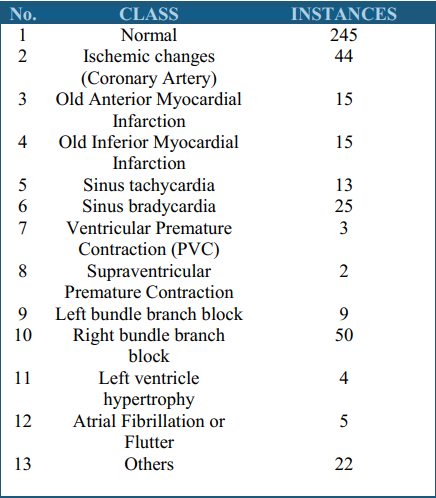 No. CLASS INSTANCES
1 Normal 245
2 Ischemic changes 44
(Coronary Artery)
3 Old Anterior Myocardial 15
Infarction
4 Old Inferior Myocardial 15
Infarction
5 Sinus tachycardia 13
6 Sinus bradycardia 25
7 Ventricular Premature 3
Contraction (PVC)
8 Supraventricular 2
Premature Contraction
9 Left bundle branch block 9
10 Right bundle branch 50
block
11 Left ventricle 4
hypertrophy
12 Atrial Fibrillation or 5
Flutter
13 Others 22